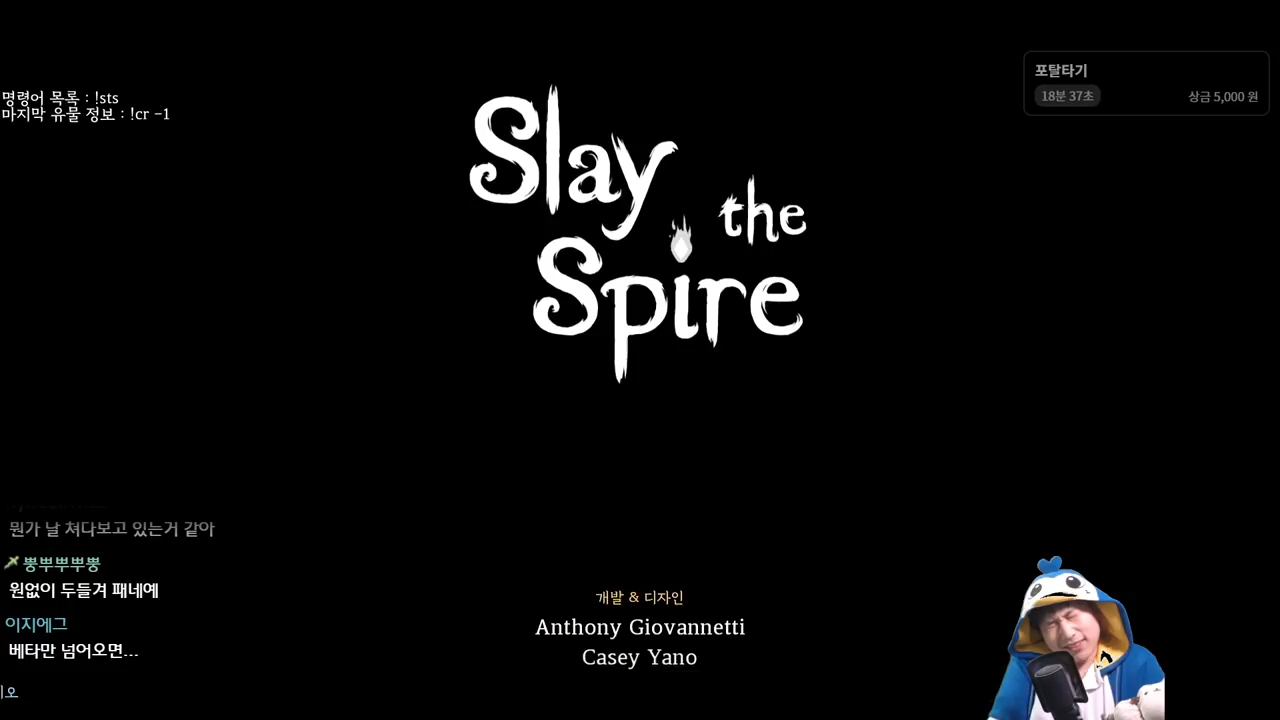 명령어 목록 : !sts
마지막 유물 정보 : !cr -1
포탈타기
18분 37초
상금 5,000 원
Slay
the
Spire
뭔가 날 쳐다보고 있는거 같아
뿡뿌뿌뿌뿡
원없이 두들겨 패네예
이지에그
베타만 넘어오면...
개발 & 디자인
Anthony Giovannetti
Casey Yano